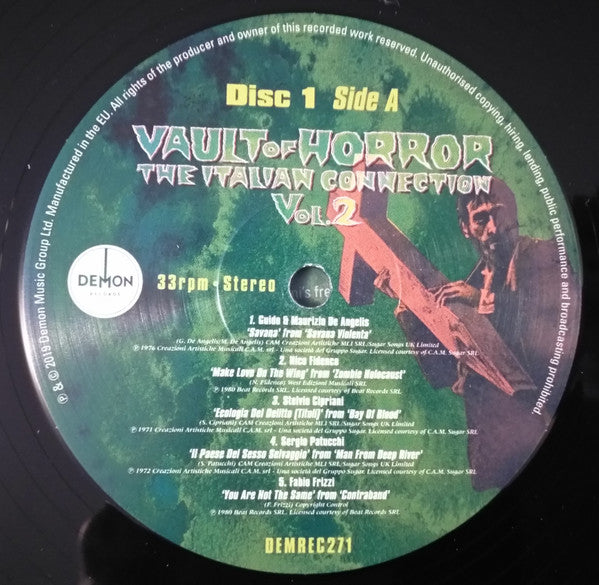 P & © 2015 Demon Music Group Ltd. Manufactured in the EU. All rights of the producer and owner of this recorded work reserved. Unauthorised copying, hiring, lending, public performance and broadcasting prohibited.
Disc 1 Side A
VAULT OF HORROR
THE ITALIAN CONNECTION
VOL.2
DEMON
RECORDS
33rpm - Stereo
's fre
1. Guido & Maurizio De Angelis
'Savana' from 'Savana Violenta'
(G. De Angelis/M. De Angelis) CAM Creazioni Artistiche MLI SRL/Sugar Songs UK Limited
℗ 1976 Creazioni Artistiche Musicali C.A.M. srl - Una società del Gruppo Sugar. Licensed courtesy of C.A.M. Sugar SRL
2. Nico Fidenco
'Make Love On The Wing' from 'Zombie Holocaust'
(N. Fidenco) West Edizioni Musicali SRL
℗ 1980 Beat Records SRL. Licensed courtesy of Beat Records SRL
3. Stelvio Cipriani
'Ecologia Del Delitto (Titoli)' from 'Bay Of Blood'
(S. Cipriani) CAM Creazioni Artistiche MLI SRL/Sugar Songs UK Limited
℗ 1971 Creazioni Artistiche Musicali C.A.M. srl - Una società del Gruppo Sugar. Licensed courtesy of C.A.M. Sugar SRL
4. Sergio Patucchi
'Il Paese Del Sesso Selvaggio' from 'Man From Deep River'
(S. Patucchi) CAM Creazioni Artistiche MLI SRL/Sugar Songs UK Limited
℗ 1972 Creazioni Artistiche Musicali C.A.M. srl - Una società del Gruppo Sugar. Licensed courtesy of C.A.M. Sugar SRL
5. Fabio Frizzi
'You Are Not The Same' from 'Contraband'
(F. Frizzi) Copyright Control
℗ 1980 Beat Records SRL. Licensed courtesy of Beat Records SRL
DEMREC271